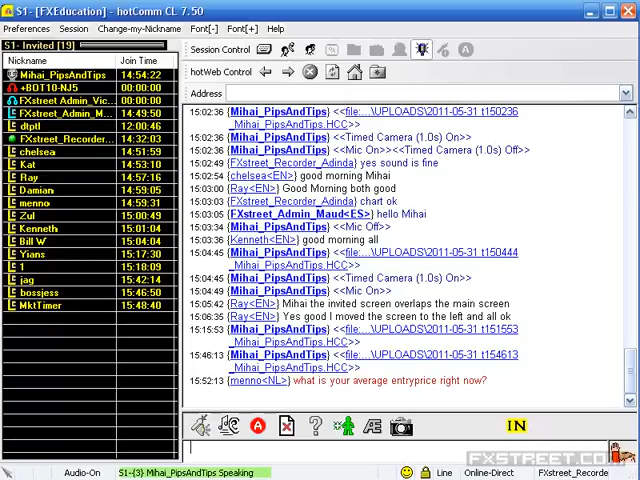 S1- [FXEducation] - hotComm CL 7.50
Preferences Session Change-my-Nickname Font[-] Font[+] Help
S1- Invited [19]
Nickname Join Time
Mihai_PipsAndTips 14:54:22
+BOT10-NJ5 00:00:00
FXstreet Admin_Vic... 00:00:00
FXstreet_Admin_M... 14:49:50
dtptl 12:00:46
FXstreet_Recorder... 14:32:03
chelsea 14:51:59
Kat 14:53:10
Ray 14:57:16
Damian 14:59:05
menno 14:59:31
Zul 15:00:49
Kenneth 15:01:04
Bill W 15:04:04
Yians 15:17:30
1 15:18:09
jag 15:42:14
bossjess 15:46:50
MktTimer 15:48:40
Session Control
hotWeb Control
Address
15:02:36 {Mihai_PipsAndTips} <<file:...\UPLOADS\2011-05-31 t150236
_Mihai_PipsAndTips.HCC>>
15:02:36 {Mihai_PipsAndTips} <<Timed Camera (1.0s) On>>
15:02:36 {Mihai_PipsAndTips} <<Mic On>><<Timed Camera (1.0s) Off>>
15:02:49 {FXstreet_Recorder_Adinda} yes sound is fine
15:02:54 {chelsea<EN>} good morning Mihai
15:03:00 {Ray<EN>} Good Morning both good
15:03:03 {FXstreet_Recorder_Adinda} chart ok
15:03:05 {FXstreet_Admin_Maud<ES>} hello Mihai
15:03:34 {Mihai_PipsAndTips} <<Mic Off>>
15:03:36 {Kenneth<EN>} good morning all
15:04:45 {Mihai_PipsAndTips} <<file:...\UPLOADS\2011-05-31 t150444
_Mihai_PipsAndTips.HCC>>
15:04:45 {Mihai_PipsAndTips} <<Timed Camera (1.0s) On>>
15:04:49 {Mihai_PipsAndTips} <<Mic On>>
15:05:42 {Ray<EN>} Mihai the invited screen overlaps the main screen
15:06:35 {Ray<EN>} Yes good I moved the screen to the left and all ok
15:15:53 {Mihai_PipsAndTips} <<file:...\UPLOADS\2011-05-31 t151553
_Mihai_PipsAndTips.HCC>>
15:46:13 {Mihai_PipsAndTips} <<file:...\UPLOADS\2011-05-31 t154613
_Mihai_PipsAndTips.HCC>>
15:52:13 {menno<NL>} what is your average entryprice right now?
A ? Æ IN
FXSTREET.COM
Audio-On S1-{3} Mihai_PipsAndTips Speaking Line Online-Direct FXstreet_Recorde